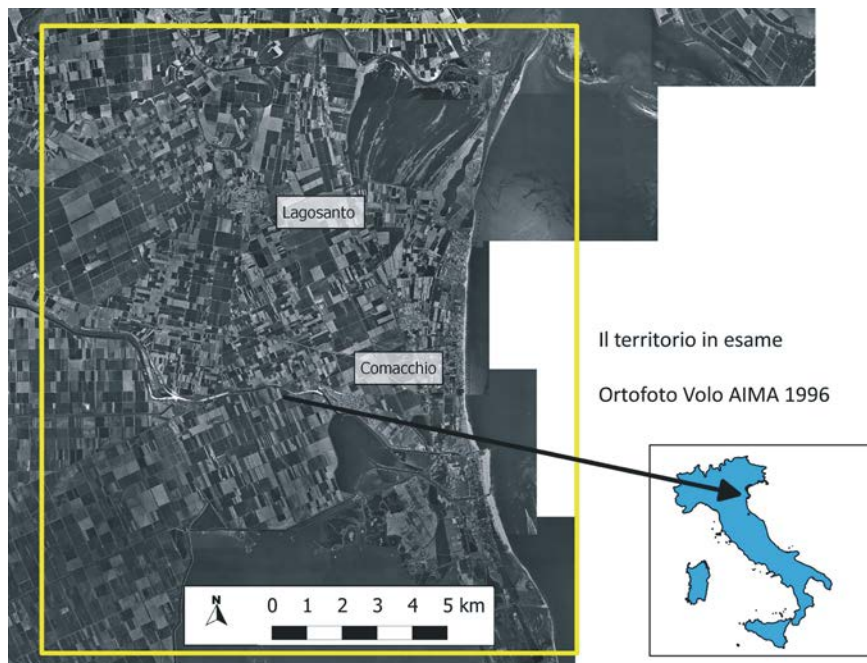 Lagosanto
Il territorio in esame
Comacchio
Ortofoto Volo AIMA 1996
N
0 1 2 3 4 5 km